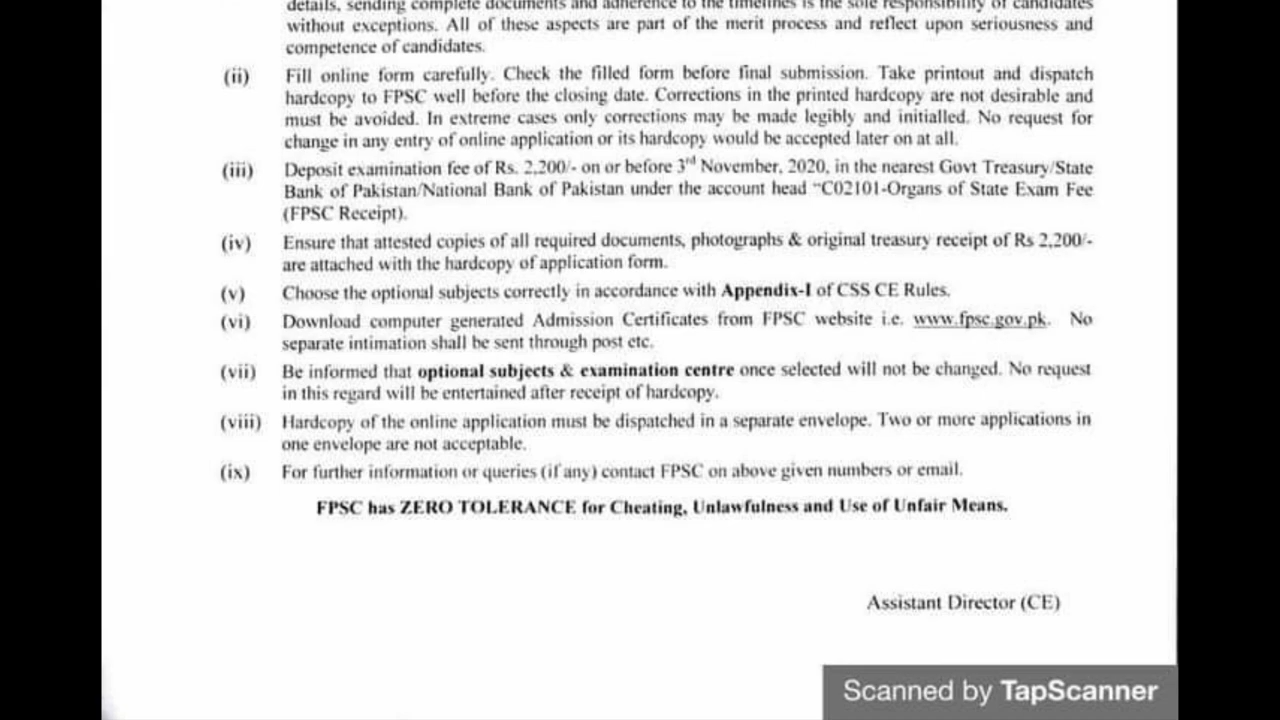 details, sending complete documents and adherence to the timelines is the sole responsibility of candidates
without exceptions. All of these aspects are part of the merit process and reflect upon seriousness and
competence of candidates.
(ii) Fill online form carefully. Check the filled form before final submission. Take printout and dispatch
hardcopy to FPSC well before the closing date. Corrections in the printed hardcopy are not desirable and
must be avoided. In extreme cases only corrections may be made legibly and initialled. No request for
change in any entry of online application or its hardcopy would be accepted later on at all.
(iii) Deposit examination fee of Rs. 2,200/- on or before 3rd November, 2020, in the nearest Govt Treasury/State
Bank of Pakistan/National Bank of Pakistan under the account head "C02101-Organs of State Exam Fee
(FPSC Receipt).
(iv) Ensure that attested copies of all required documents, photographs & original treasury receipt of Rs 2,200/-
are attached with the hardcopy of application form.
(v) Choose the optional subjects correctly in accordance with Appendix-I of CSS CE Rules.
(vi) Download computer generated Admission Certificates from FPSC website i.e. www.fpsc.gov.pk. No
separate intimation shall be sent through post etc.
(vii) Be informed that optional subjects & examination centre once selected will not be changed. No request
in this regard will be entertained after receipt of hardcopy.
(viii) Hardcopy of the online application must be dispatched in a separate envelope. Two or more applications in
one envelope are not acceptable.
(ix) For further information or queries (if any) contact FPSC on above given numbers or email.
FPSC has ZERO TOLERANCE for Cheating, Unlawfulness and Use of Unfair Means.
Assistant Director (CE)
Scanned by TapScanner